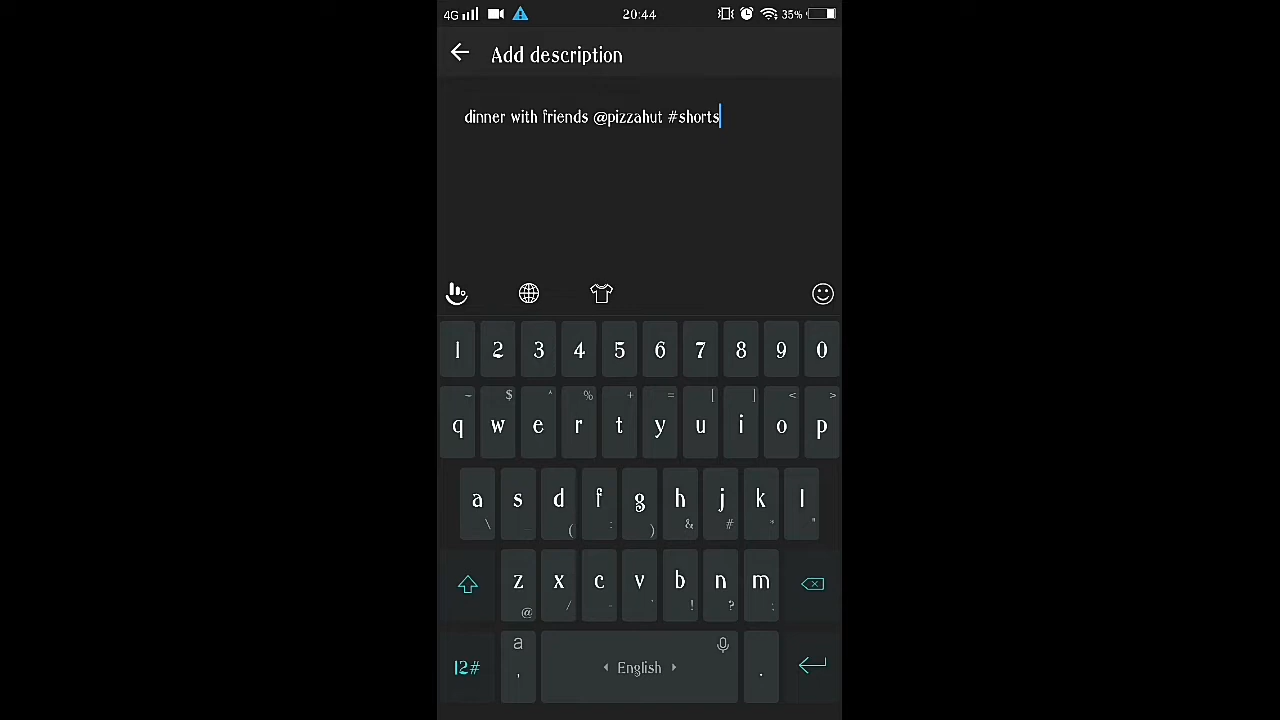 4G 20:44 35%
Add description
dinner with friends @pizzahut #shorts
1 2 3 4 5 6 7 8 9 0
~ $ ^ % + = [ ] < >
q w e r t y u i o p
a s d f g h j k l
\ ( : ) & # * "
z x c v b n m
@ / - ' ! ? ;
a
12# , English .